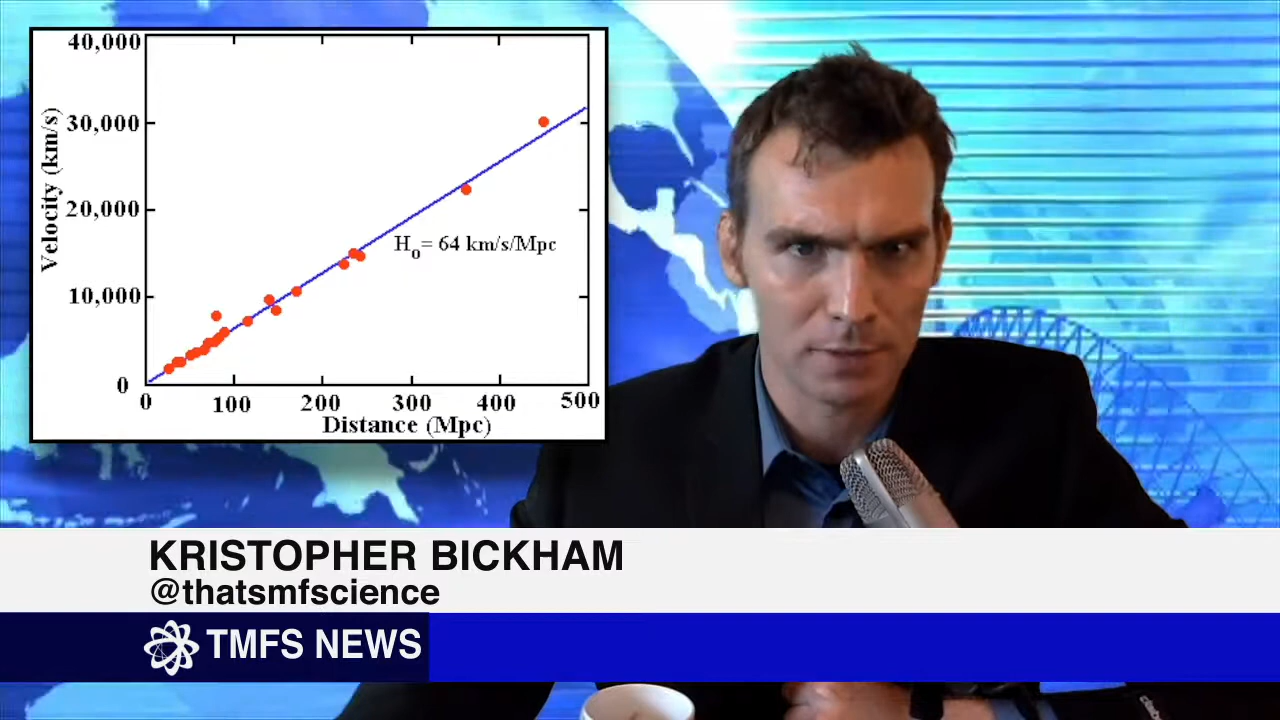 40,000
30,000
20,000
10,000
0
Velocity (km/s)
H₀= 64 km/s/Mpc
0 100 200 300 400 500
Distance (Mpc)
KRISTOPHER BICKHAM
@thatsmfscience
TMFS NEWS